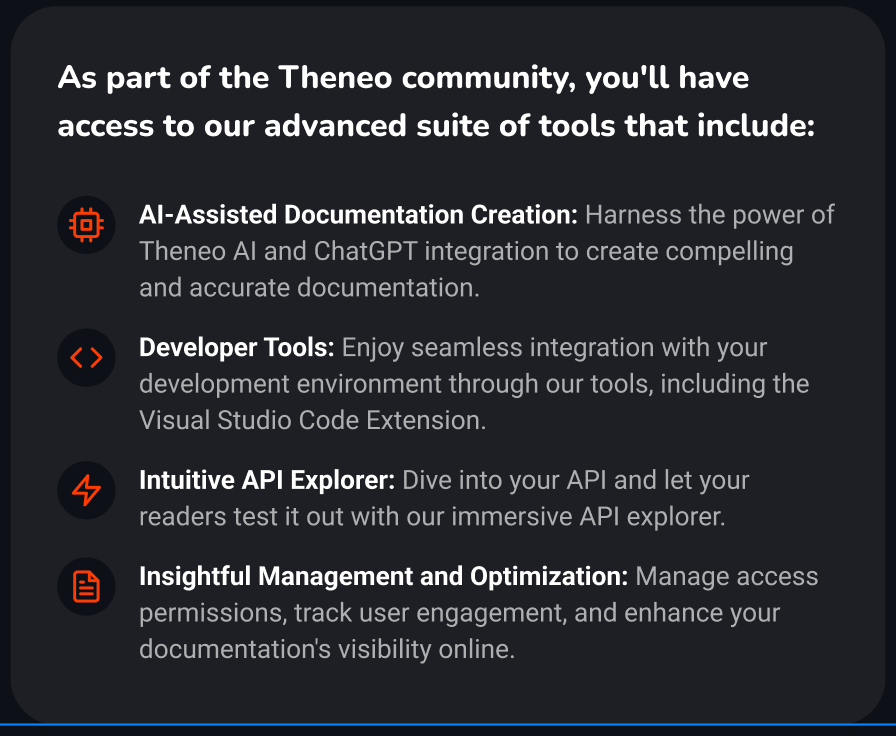 As part of the Theneo community, you'll have
access to our advanced suite of tools that include:
AI-Assisted Documentation Creation: Harness the power of
Theneo AI and ChatGPT integration to create compelling
and accurate documentation.
Developer Tools: Enjoy seamless integration with your
development environment through our tools, including the
Visual Studio Code Extension.
Intuitive API Explorer: Dive into your API and let your
readers test it out with our immersive API explorer.
Insightful Management and Optimization: Manage access
permissions, track user engagement, and enhance your
documentation's visibility online.